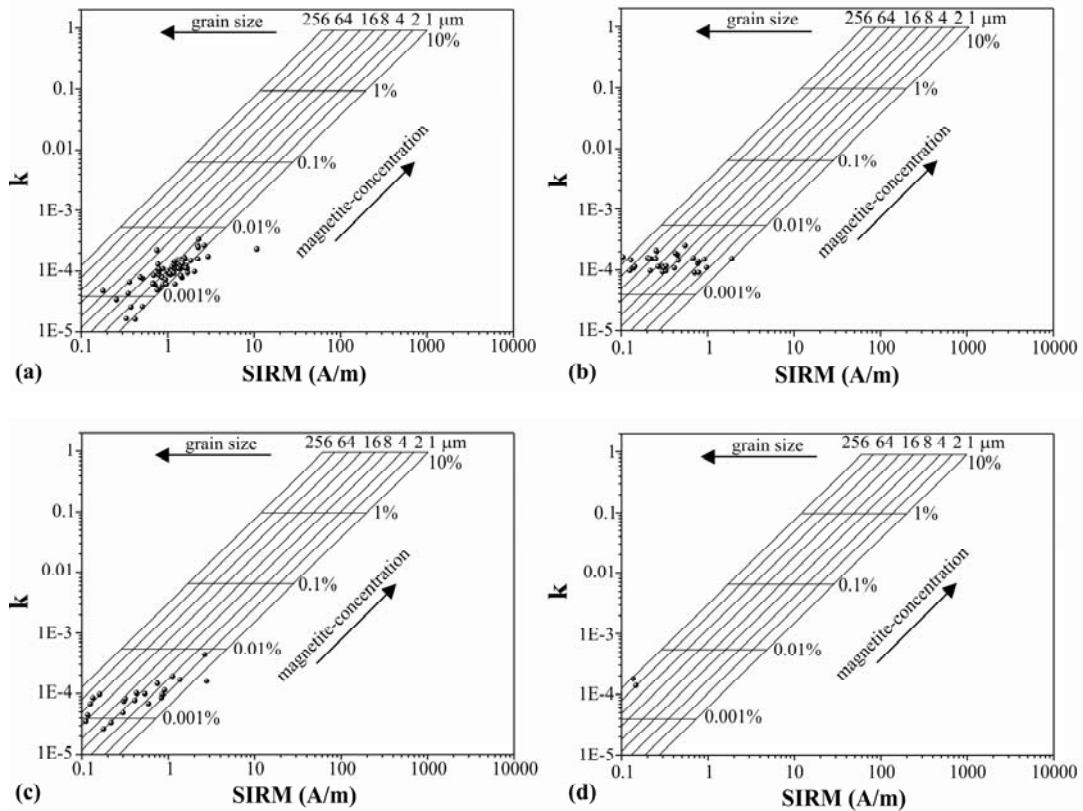 grain size 256 64 16 8 4 2 1 μm
1
10%
0.1
1%
0.01
0.1%
k
magnetite-concentration
1E-3
0.01%
1E-4
0.001%
1E-5
0.1 1 10 100 1000 10000
(a) SIRM (A/m)
grain size 256 64 16 8 4 2 1 μm
1
10%
0.1
1%
0.01
0.1%
k
magnetite-concentration
1E-3
0.01%
1E-4
0.001%
1E-5
0.1 1 10 100 1000 10000
(b) SIRM (A/m)
grain size 256 64 16 8 4 2 1 μm
1
10%
0.1
1%
0.01
0.1%
k
magnetite-concentration
1E-3
0.01%
1E-4
0.001%
1E-5
0.1 1 10 100 1000 10000
(c) SIRM (A/m)
grain size 256 64 16 8 4 2 1 μm
1
10%
0.1
1%
0.01
0.1%
k
magnetite-concentration
1E-3
0.01%
1E-4
0.001%
1E-5
0.1 1 10 100 1000 10000
(d) SIRM (A/m)